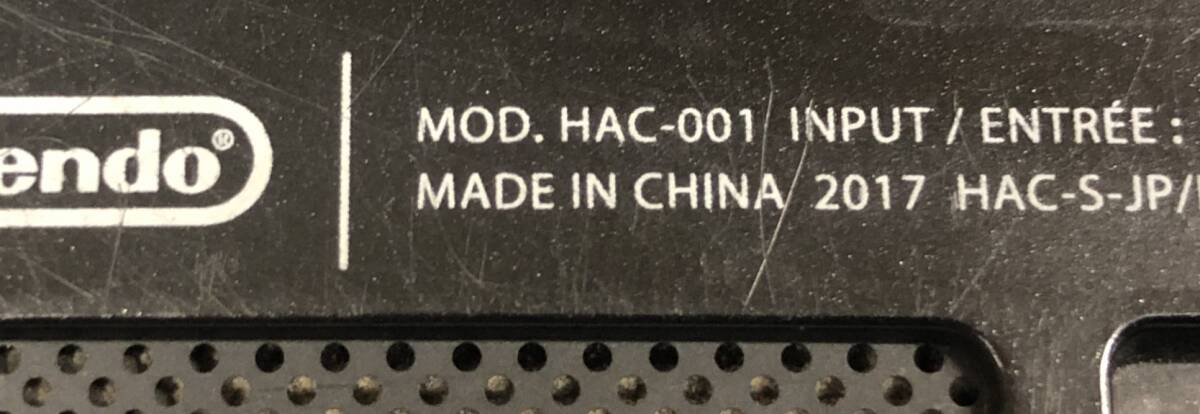 endo®
MOD. HAC-001 INPUT / ENTRÉE :
MADE IN CHINA 2017 HAC-S-JP/